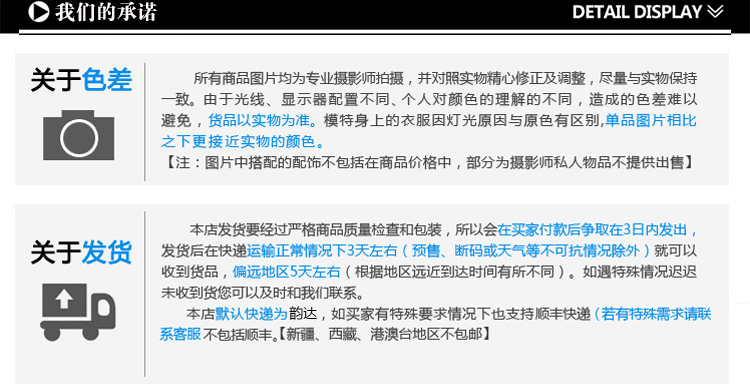 我们的承诺
DETAIL DISPLAY
关于色差
所有商品图片均为专业摄影师拍摄，并对照实物精心修正及调整，尽量与实物保持
一致。由于光线、显示器配置不同、个人对颜色的理解的不同，造成的色差难以
避免，货品以实物为准。模特身上的衣服因灯光原因与原色有区别,单品图片相比
之下更接近实物的颜色。
【注：图片中搭配的配饰不包括在商品价格中，部分为摄影师私人物品不提供出售】
关于发货
本店发货要经过严格商品质量检查和包装，所以会在买家付款后争取在3日内发出，
发货后在快递运输正常情况下3天左右（预售、断码或天气等不可抗情况除外）就可以
收到货品，偏远地区5天左右（根据地区远近到达时间有所不同）。如遇特殊情况迟迟
未收到货您可以及时和我们联系。
本店默认快递为韵达，如买家有特殊要求情况下也支持顺丰快递（若有特殊需求请联
系客服不包括顺丰。【新疆、西藏、港澳台地区不包邮】